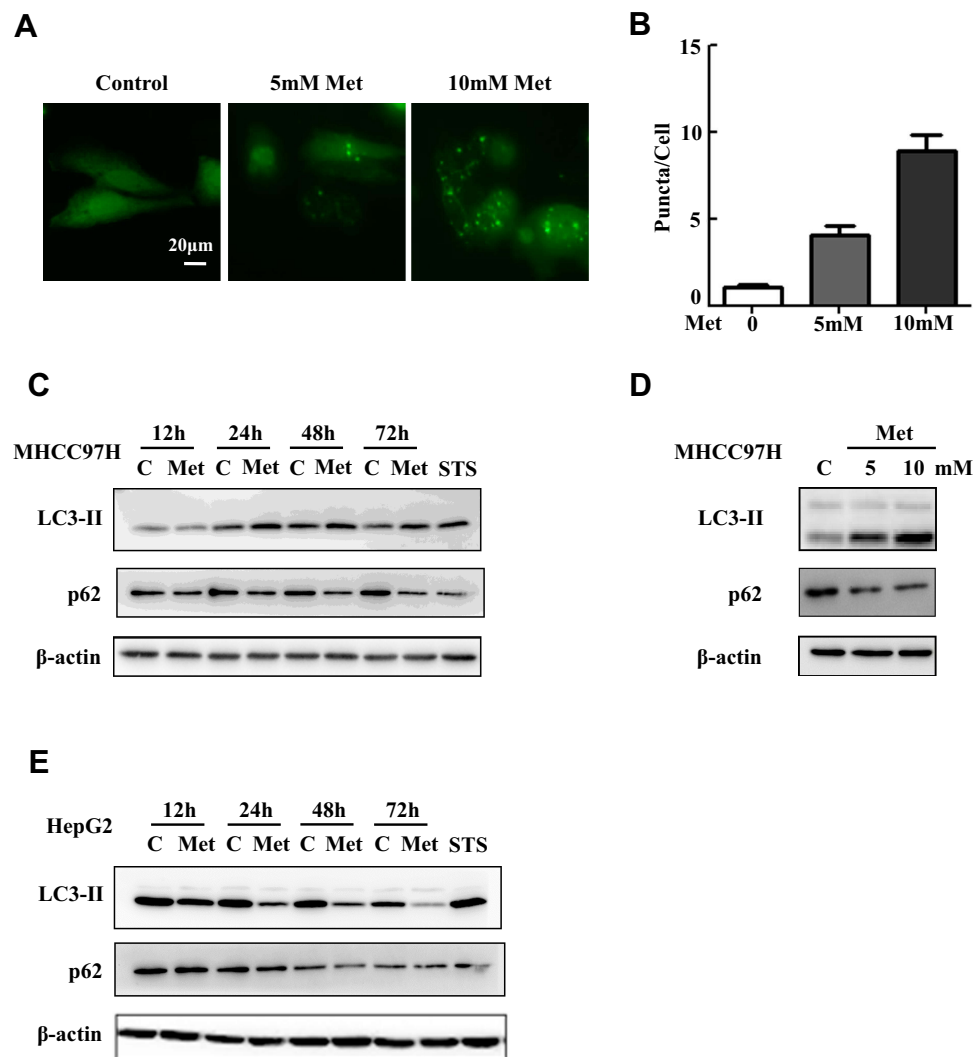 A
Control 5mM Met 10mM Met
20μm
B
15
10
5
0
Puncta/Cell
Met 0 5mM 10mM
C
12h 24h 48h 72h
MHCC97H
C Met C Met C Met C Met STS
LC3-II
p62
β-actin
D
Met
MHCC97H
C 5 10 mM
LC3-II
p62
β-actin
E
12h 24h 48h 72h
HepG2
C Met C Met C Met C Met STS
LC3-II
p62
β-actin